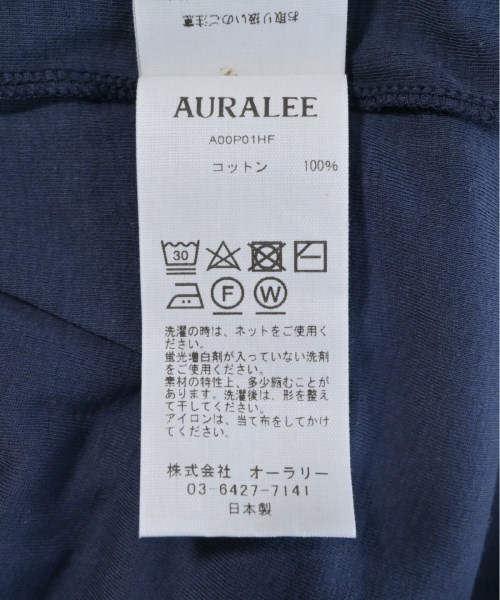 お取り扱いのご注意
AURALEE
A00P01HF
コットン 100%
30
F W
洗濯の時は、ネットをご使用く
ださい。
蛍光増白剤が入っていない洗剤
をご使用ください。
素材の特性上、多少縮むことが
あります。洗濯後は、形を整え
て干してください。
アイロンは、当て布をしてかけ
てください。
株式会社 オーラリー
03-6427-7141
日本製